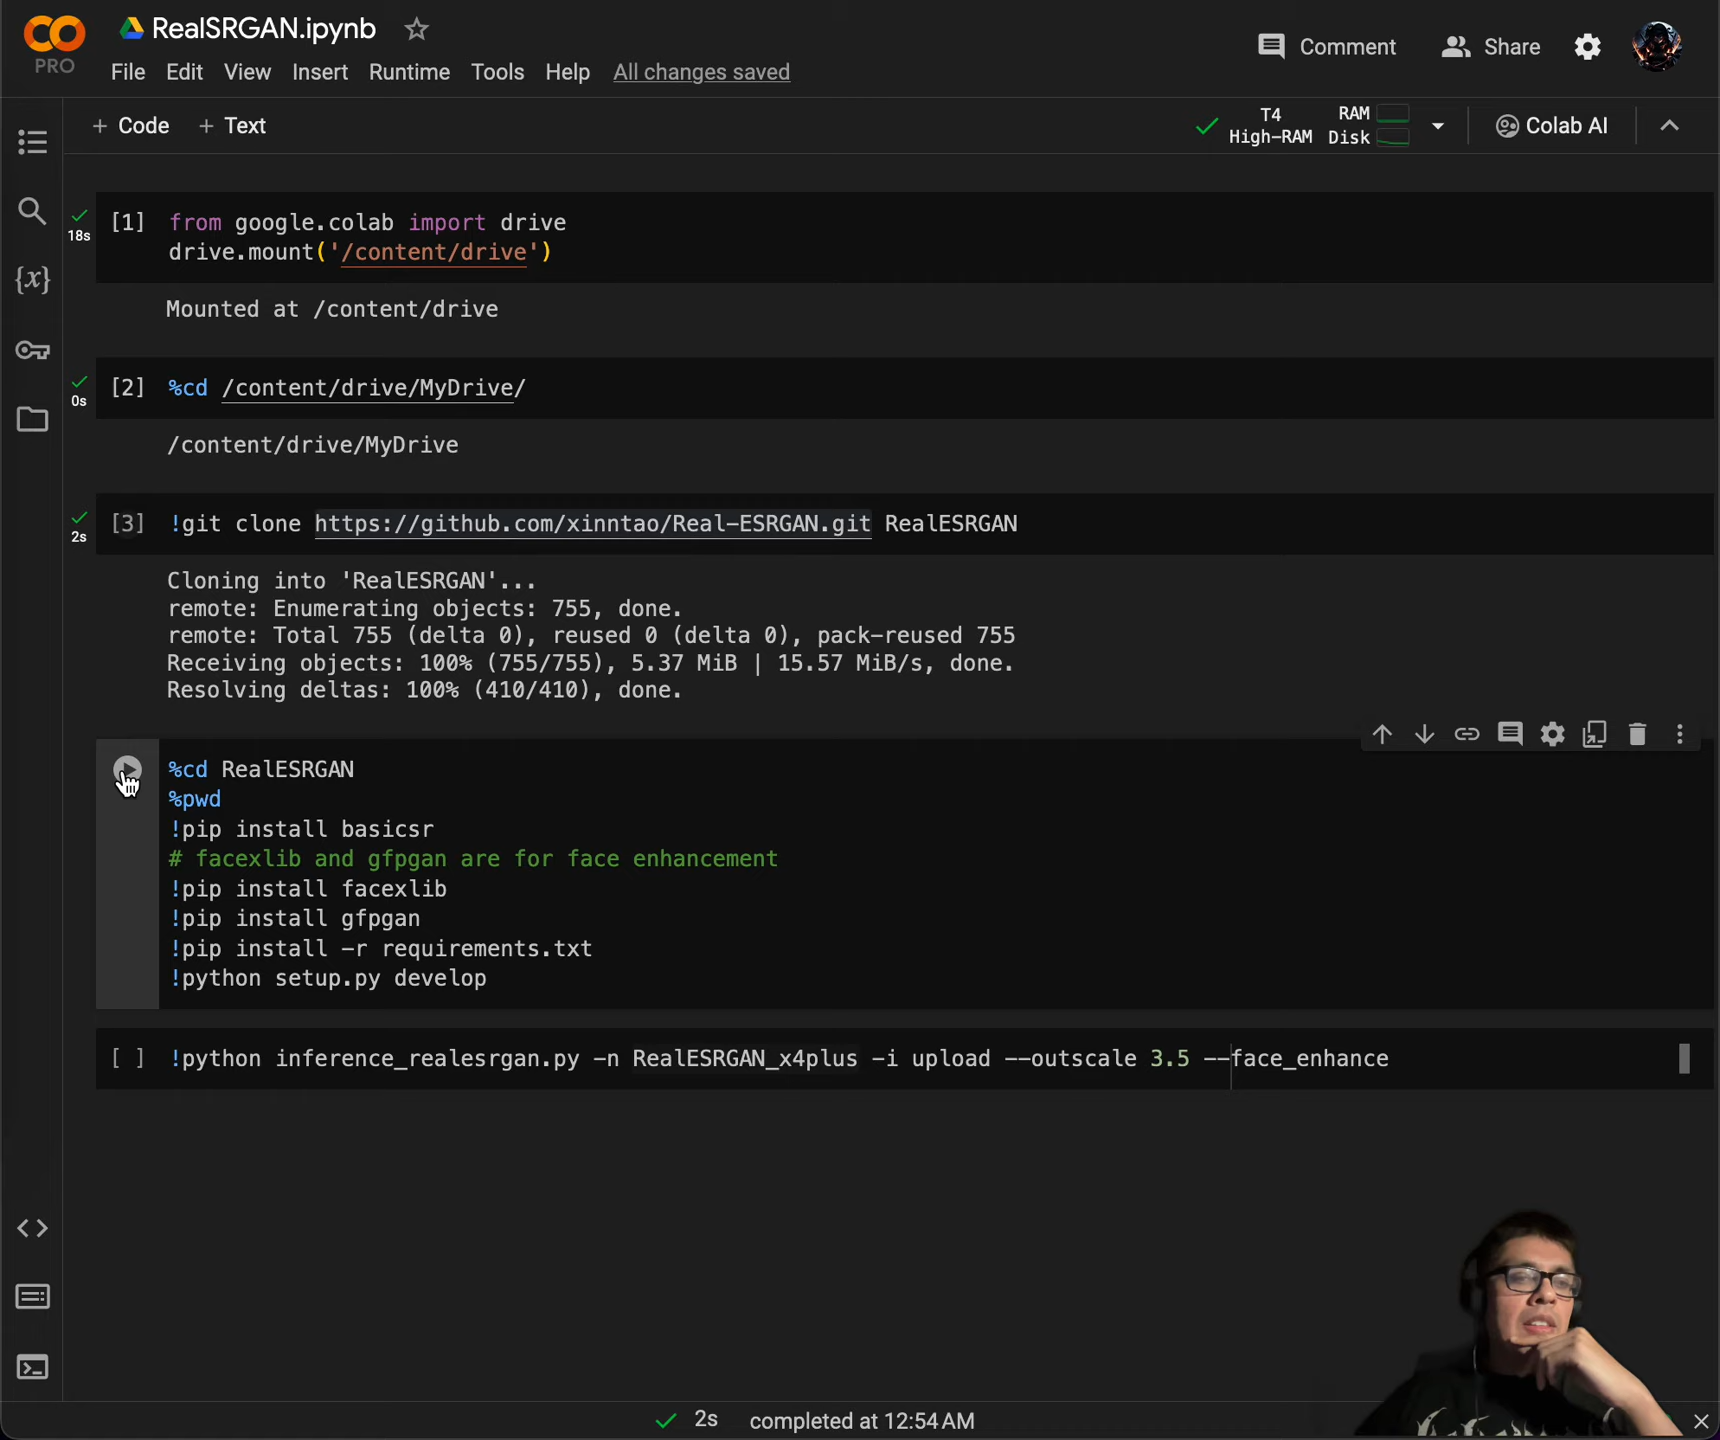 CO
PRO
RealSRGAN.ipynb
Comment
Share
File Edit View Insert Runtime Tools Help All changes saved
+ Code + Text
T4
High-RAM
RAM
Disk
Colab AI
18s
[1] from google.colab import drive
drive.mount('/content/drive')
Mounted at /content/drive
0s
[2] %cd /content/drive/MyDrive/
/content/drive/MyDrive
2s
[3] !git clone https://github.com/xinntao/Real-ESRGAN.git RealESRGAN
Cloning into 'RealESRGAN'...
remote: Enumerating objects: 755, done.
remote: Total 755 (delta 0), reused 0 (delta 0), pack-reused 755
Receiving objects: 100% (755/755), 5.37 MiB | 15.57 MiB/s, done.
Resolving deltas: 100% (410/410), done.
%cd RealESRGAN
%pwd
!pip install basicsr
# facexlib and gfpgan are for face enhancement
!pip install facexlib
!pip install gfpgan
!pip install -r requirements.txt
!python setup.py develop
[ ] !python inference_realesrgan.py -n RealESRGAN_x4plus -i upload --outscale 3.5 --face_enhance
{x}
2s completed at 12:54 AM